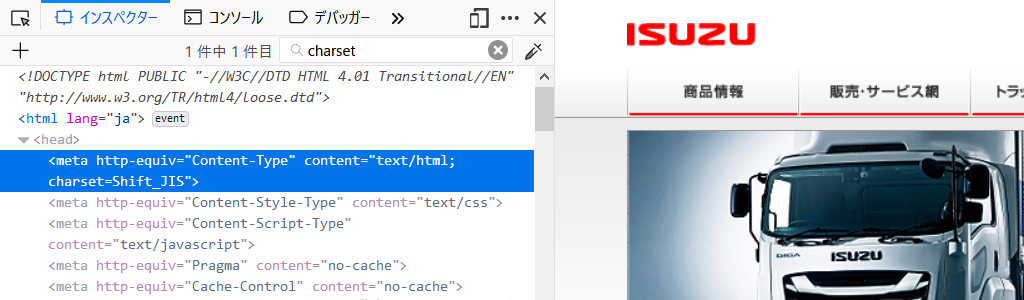 インスペクター
コンソール
デバッガー
1 件中 1 件目
charset
<!DOCTYPE html PUBLIC "-//W3C//DTD HTML 4.01 Transitional//EN"
"http://www.w3.org/TR/html4/loose.dtd">
<html lang="ja"> event
<head>
<meta http-equiv="Content-Type" content="text/html;
charset=Shift_JIS">
<meta http-equiv="Content-Style-Type" content="text/css">
<meta http-equiv="Content-Script-Type"
content="text/javascript">
<meta http-equiv="Pragma" content="no-cache">
<meta http-equiv="Cache-Control" content="no-cache">
ISUZU
商品情報
販売・サービス網
トラッ
GIGA
ISUZU